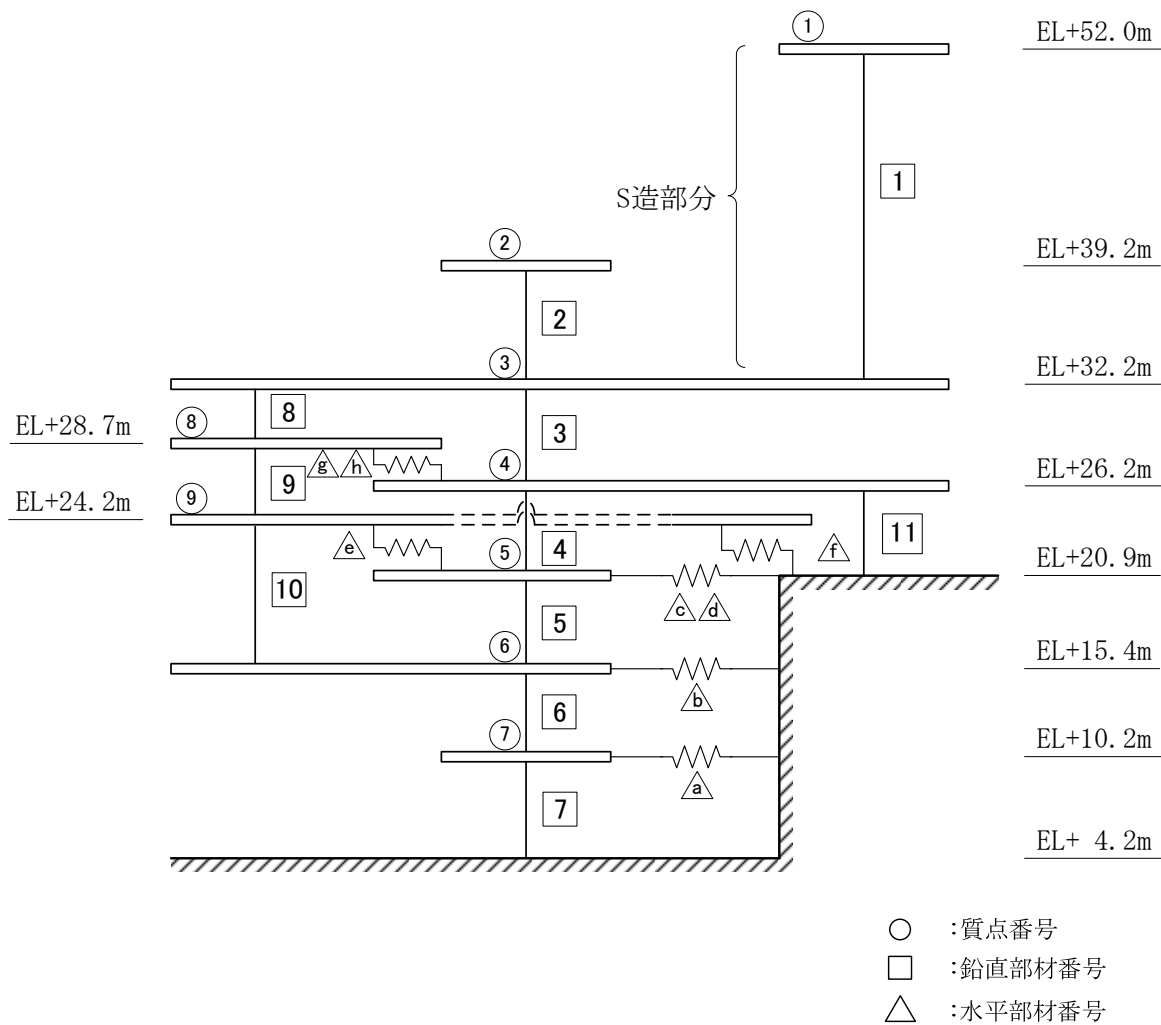 ① EL+52.0m
1
S造部分
② EL+39.2m
2
③ EL+32.2m
8
EL+28.7m ⑧ 3
g h ④ EL+26.2m
9
EL+24.2m ⑨
e 4 f 11
⑤ EL+20.9m
10 c d
5
⑥ EL+15.4m
b
6
⑦ EL+10.2m
a
7
EL+ 4.2m
○ :質点番号
□ :鉛直部材番号
△ :水平部材番号